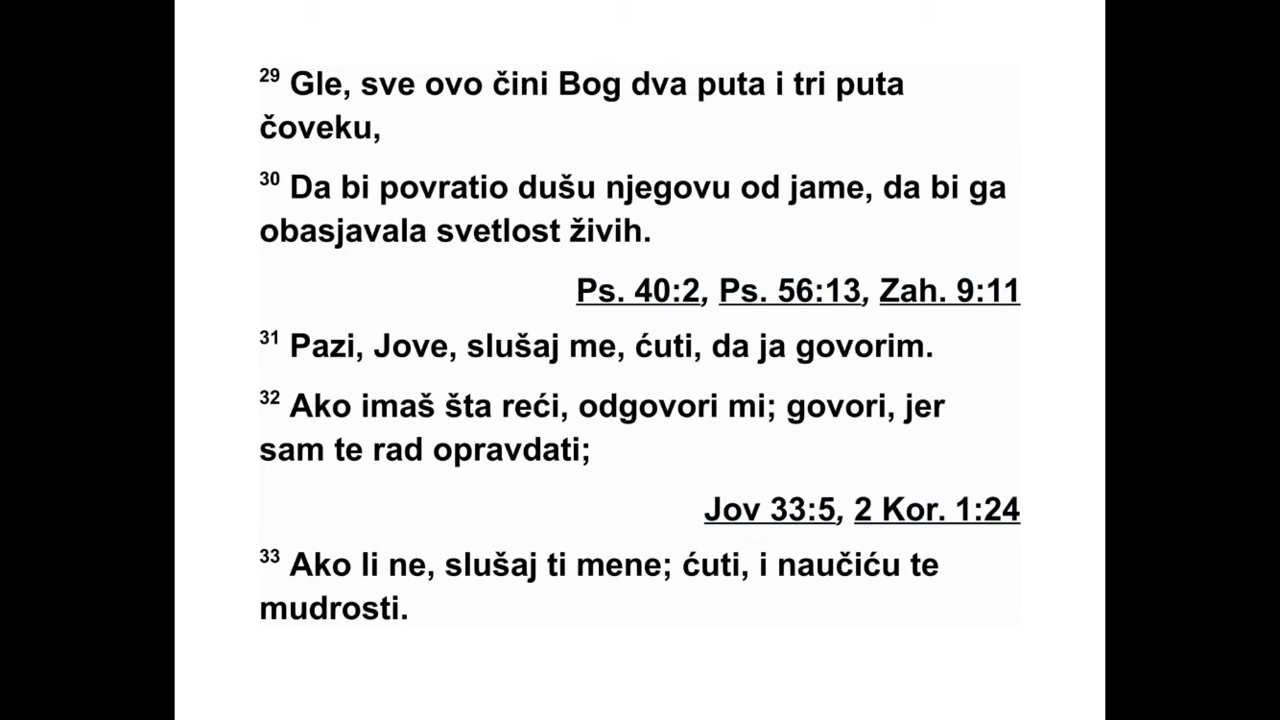 29 Gle, sve ovo čini Bog dva puta i tri puta
čoveku,
30 Da bi povratio dušu njegovu od jame, da bi ga
obasjavala svetlost živih.
Ps. 40:2, Ps. 56:13, Zah. 9:11
31 Pazi, Jove, slušaj me, ćuti, da ja govorim.
32 Ako imaš šta reći, odgovori mi; govori, jer
sam te rad opravdati;
Jov 33:5, 2 Kor. 1:24
33 Ako li ne, slušaj ti mene; ćuti, i naučiću te
mudrosti.